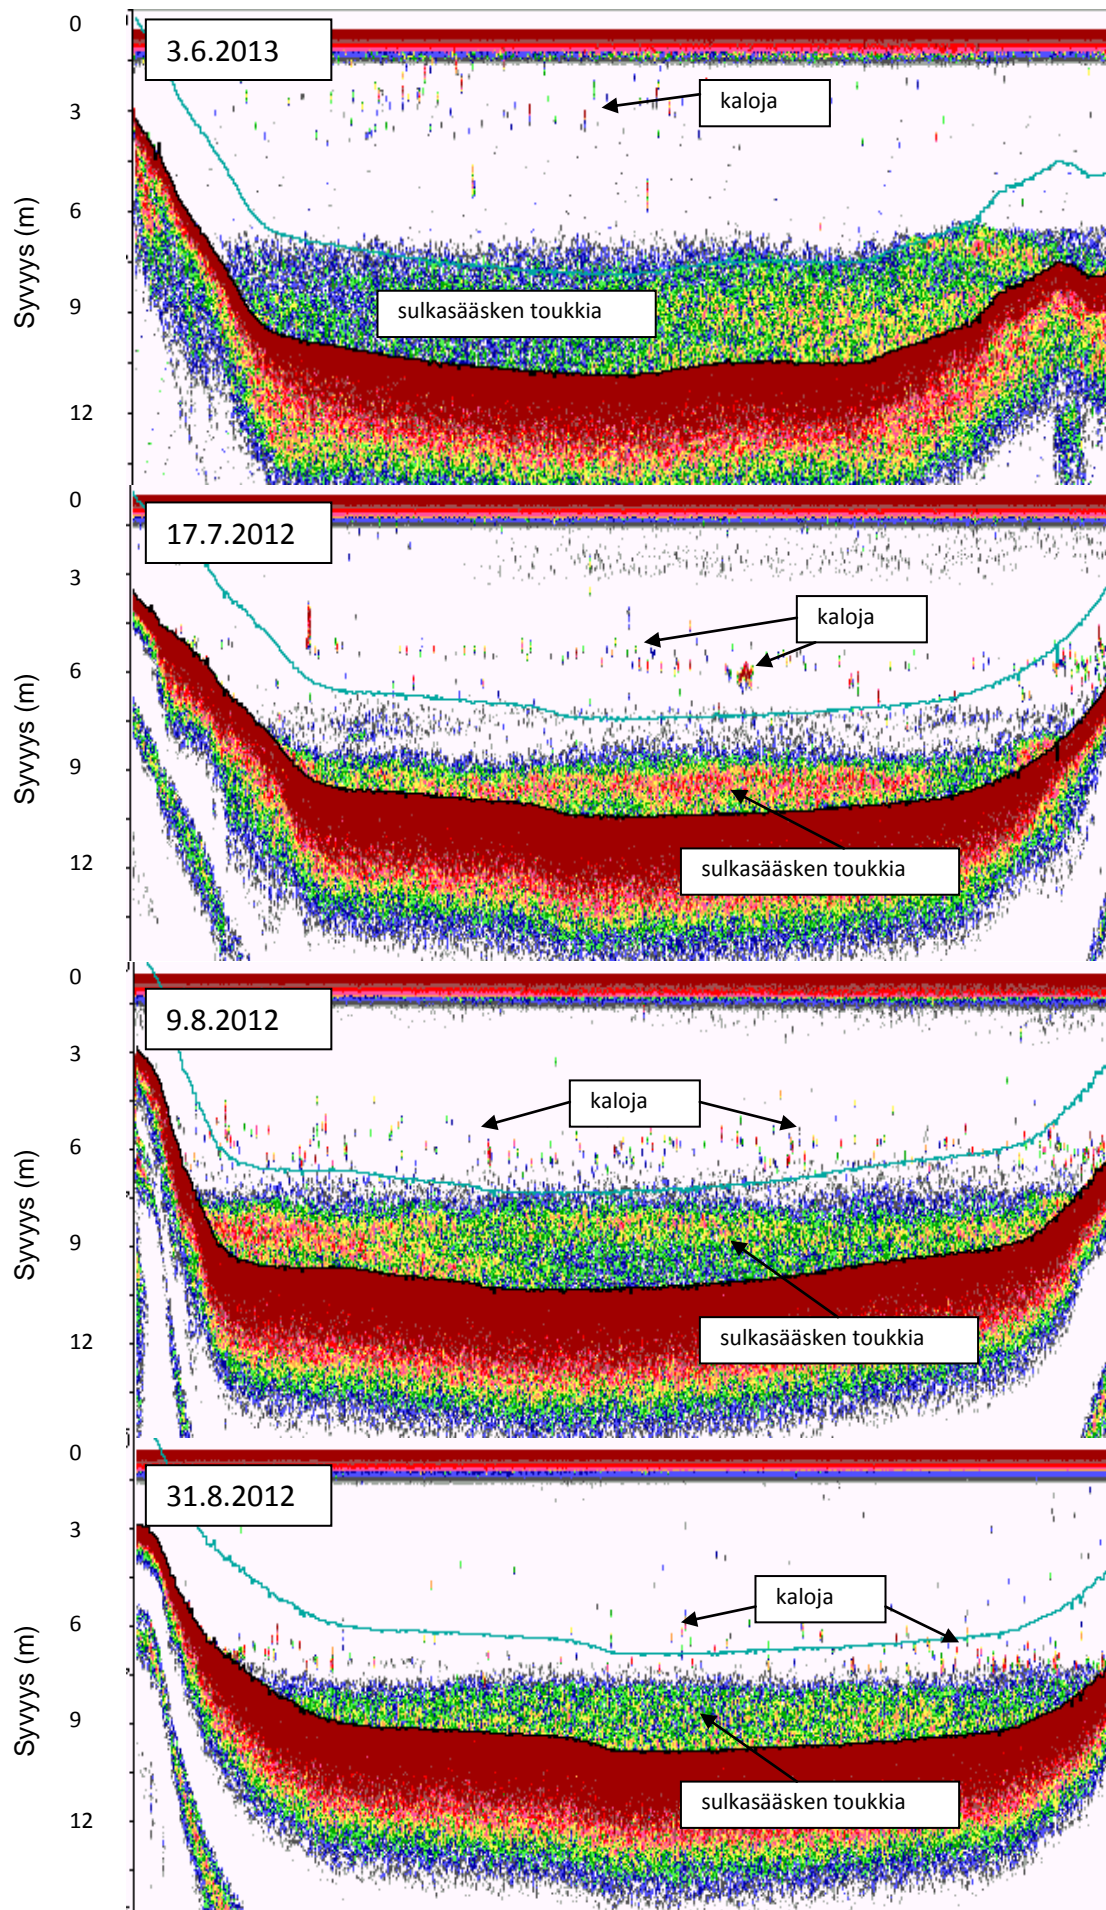 0
3.6.2013
kaloja
3
Syvyys (m)
6
sulkasääsken toukkia
9
12
0
17.7.2012
3
kaloja
Syvyys (m)
6
9
sulkasääsken toukkia
12
0
9.8.2012
3
kaloja
6
Syvyys (m)
9
sulkasääsken toukkia
12
0
31.8.2012
3
kaloja
6
Syvyys (m)
9
sulkasääsken toukkia
12